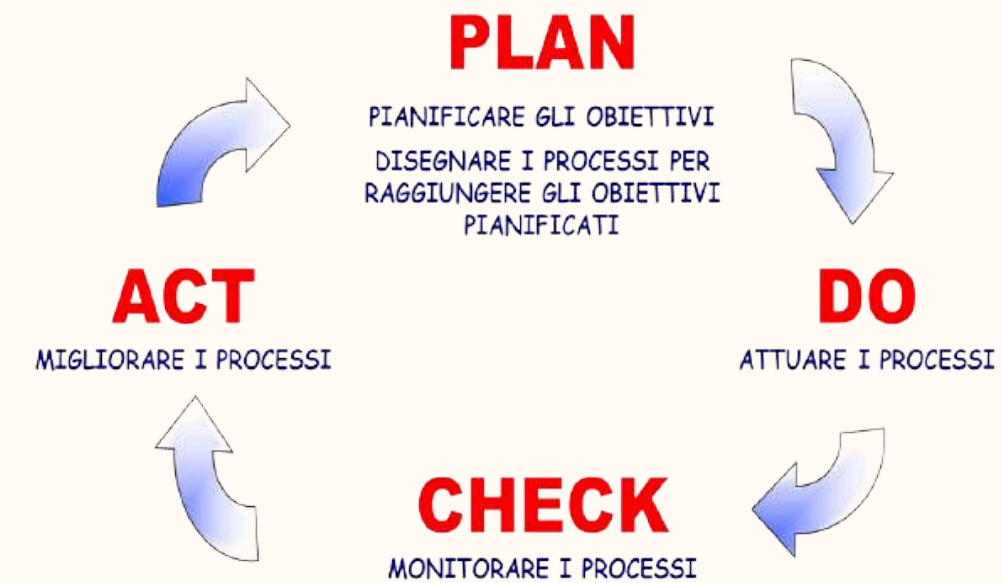 PLAN
PIANIFICARE GLI OBIETTIVI
DISEGNARE I PROCESSI PER
RAGGIUNGERE GLI OBIETTIVI
PIANIFICATI
ACT
MIGLIORARE I PROCESSI
DO
ATTUARE I PROCESSI
CHECK
MONITORARE I PROCESSI